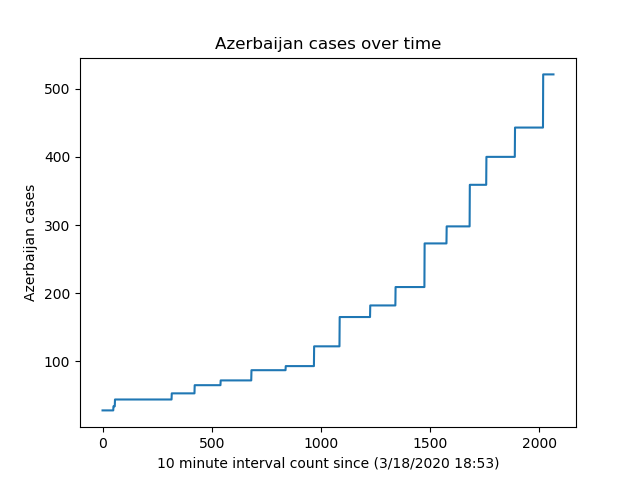 Azerbaijan cases over time
500
400
300
200
100
Azerbaijan cases
0 500 1000 1500 2000
10 minute interval count since (3/18/2020 18:53)